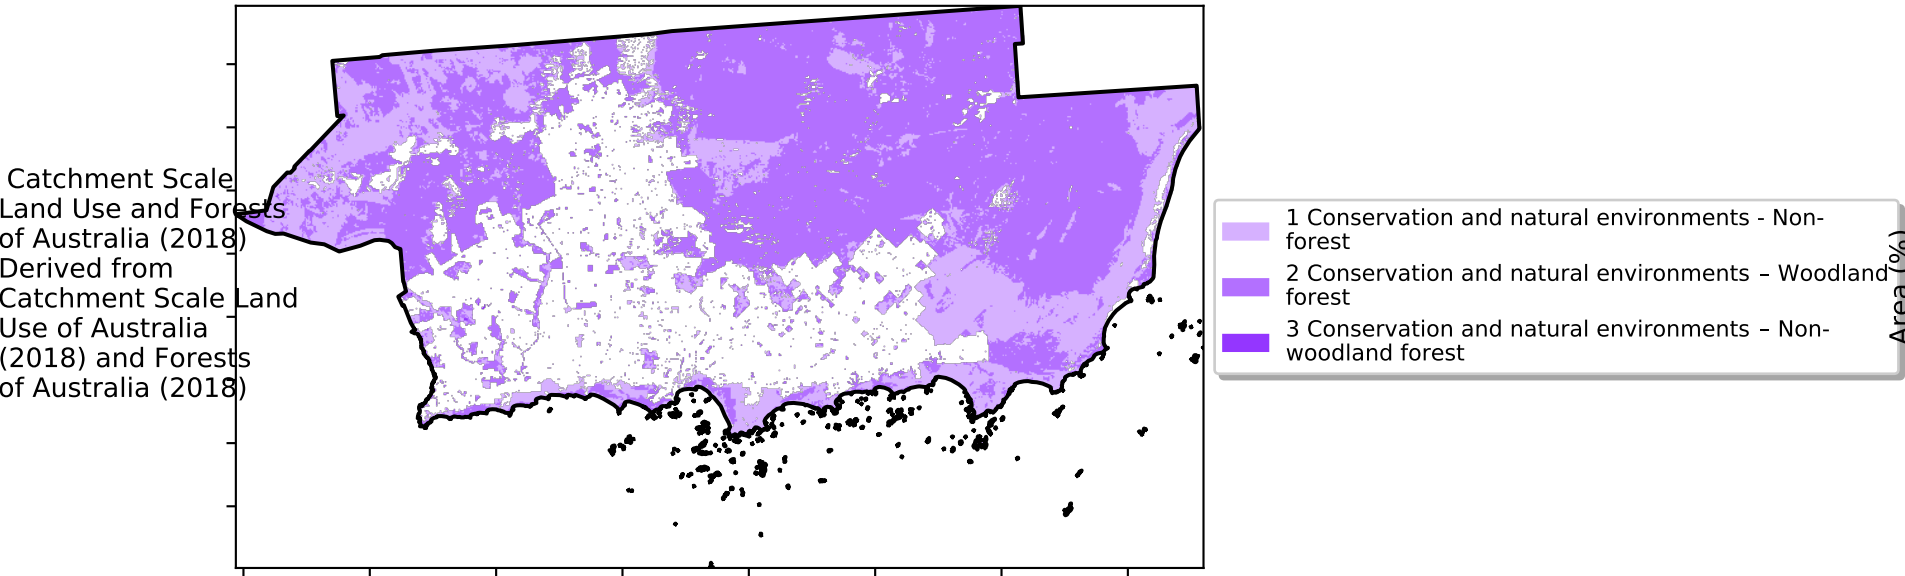 Catchment Scale
Land Use and Forests
of Australia (2018)
Derived from
Catchment Scale Land
Use of Australia
(2018) and Forests
of Australia (2018)
1 Conservation and natural environments - Non-
forest
2 Conservation and natural environments – Woodland
forest
3 Conservation and natural environments – Non-
woodland forest
Area (%)